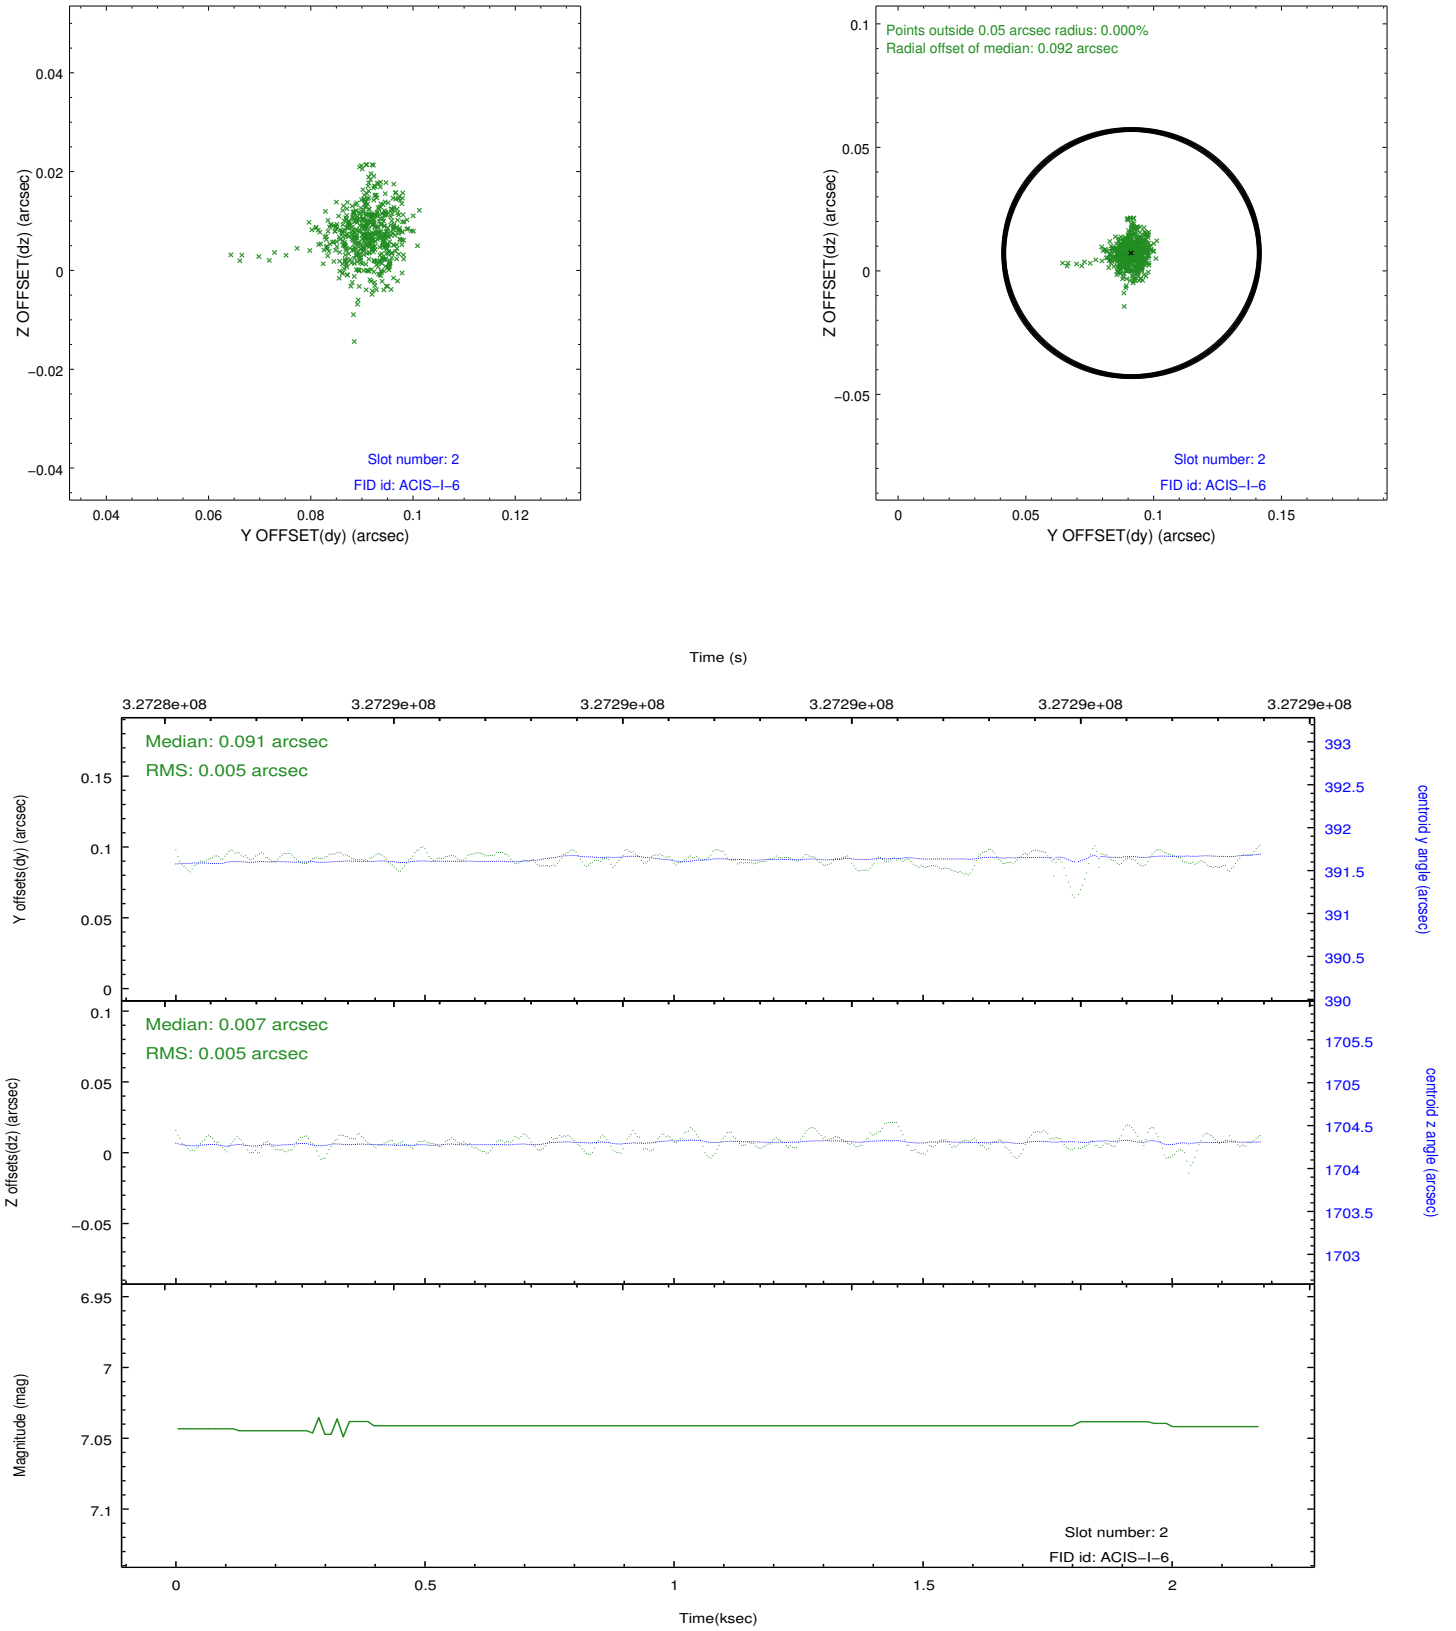 0.04
0.02
0
−0.02
−0.04
Z OFFSET(dz) (arcsec)
Slot number: 2
FID id: ACIS−I−6
0.04
0.06
0.08
0.1
0.12
Y OFFSET(dy) (arcsec)
Points outside 0.05 arcsec radius: 0.000%
Radial offset of median: 0.092 arcsec
0.1
0.05
0
−0.05
Z OFFSET(dz) (arcsec)
Slot number: 2
FID id: ACIS−I−6
0
0.05
0.1
0.15
Y OFFSET(dy) (arcsec)
Time (s)
3.2728e+08
3.2729e+08
3.2729e+08
3.2729e+08
3.2729e+08
3.2729e+08
Median: 0.091 arcsec
RMS: 0.005 arcsec
0.15
0.1
0.05
0
Y offsets(dy) (arcsec)
393
392.5
392
391.5
391
390.5
390
centroid y angle (arcsec)
Median: 0.007 arcsec
RMS: 0.005 arcsec
0.1
0.05
0
−0.05
Z offsets(dz) (arcsec)
1705.5
1705
1704.5
1704
1703.5
1703
centroid z angle (arcsec)
6.95
7
7.05
7.1
Magnitude (mag)
Slot number: 2
FID id: ACIS−I−6
0
0.5
1
1.5
2
Time(ksec)